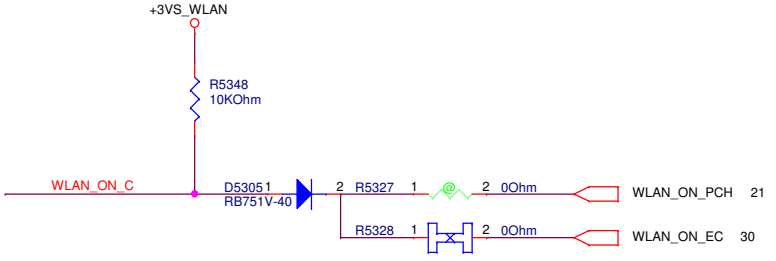 +3VS_WLAN
R5348
10KOhm
WLAN_ON_C
D5305 1 2
RB751V-40
R5327 1 @ 2 0Ohm
WLAN_ON_PCH 21
R5328 1 2 0Ohm
WLAN_ON_EC 30